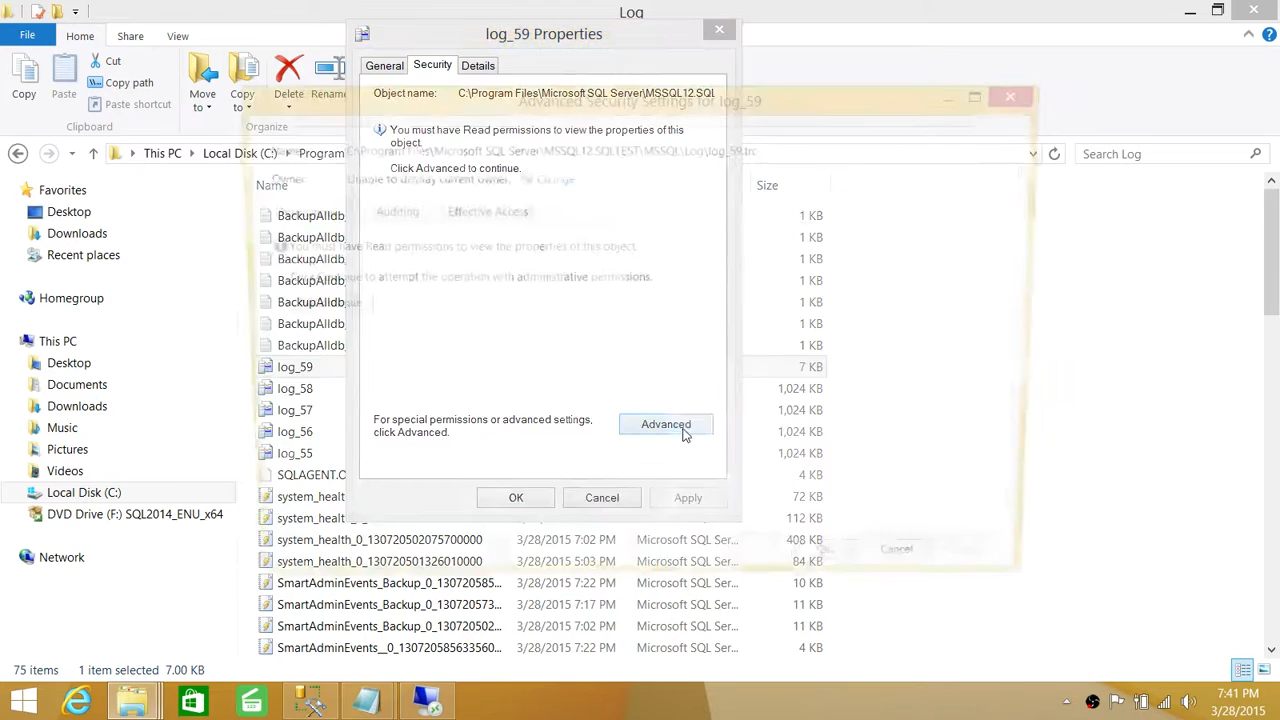 Log
File
Home
Share
View
log_59 Properties
Copy
Paste
Cut
Copy path
Paste shortcut
Clipboard
Move to
Copy to
Delete
Rename
Organize
General
Security
Details
Object name: C:\Program Files\Microsoft SQL Server\MSSQL12.SQL
You must have Read permissions to view the properties of this
object.
Click Advanced to continue.
Advanced Security Settings for log_59
C:\Program Files\Microsoft SQL Server\MSSQL12.SQLTEST\MSSQL\Log\log_59.trc
Owner: Unable to display current owner. Change
Auditing
Effective Access
You must have Read permissions to view the properties of this object.
to attempt the operation with administrative permissions.
For special permissions or advanced settings,
click Advanced.
Advanced
OK
Cancel
Apply
Cancel
This PC
Local Disk (C:)
Program
Search Log
Name
Size
Favorites
Desktop
Downloads
Recent places
Homegroup
This PC
Desktop
Documents
Downloads
Music
Pictures
Videos
Local Disk (C:)
DVD Drive (F:) SQL2014_ENU_x64
Network
BackupAlldb_ 1 KB
BackupAlldb_ 1 KB
BackupAlldb_ 1 KB
BackupAlldb_ 1 KB
BackupAlldb_ 1 KB
BackupAlldb_ 1 KB
BackupAlldb_ 1 KB
log_59 7 KB
log_58 1,024 KB
log_57 1,024 KB
log_56 1,024 KB
log_55 1,024 KB
SQLAGENT.O 4 KB
system_health 72 KB
system_health 112 KB
system_health_0_130720502075700000 3/28/2015 7:02 PM Microsoft SQL Ser... 408 KB
system_health_0_130720501326010000 3/28/2015 5:03 PM Microsoft SQL Ser... 84 KB
SmartAdminEvents_Backup_0_130720585... 3/28/2015 7:22 PM Microsoft SQL Ser... 10 KB
SmartAdminEvents_Backup_0_130720573... 3/28/2015 7:17 PM Microsoft SQL Ser... 11 KB
SmartAdminEvents_Backup_0_130720502... 3/28/2015 7:02 PM Microsoft SQL Ser... 11 KB
SmartAdminEvents__0_130720585633560... 3/28/2015 7:22 PM Microsoft SQL Ser... 4 KB
75 items
1 item selected 7.00 KB
7:41 PM
3/28/2015